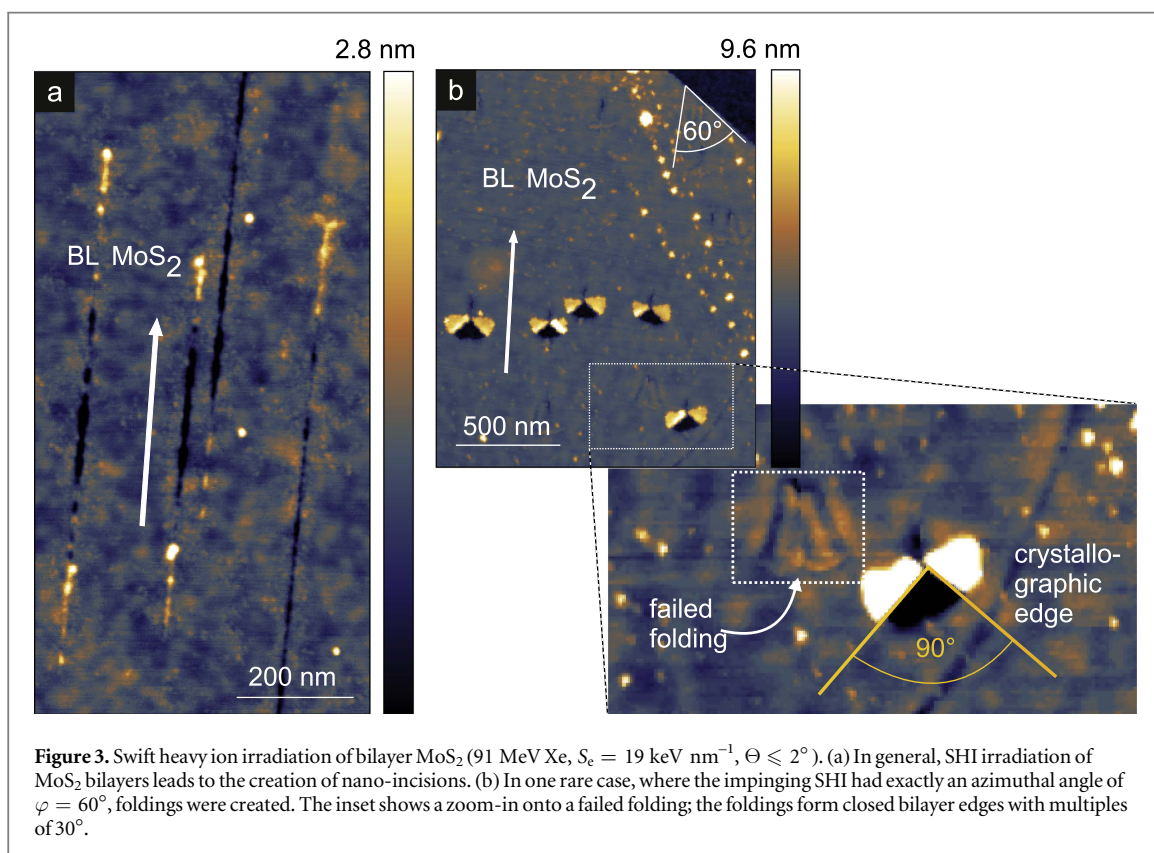 2.8 nm
9.6 nm
a
b
60°
BL MoS₂
BL MoS₂
500 nm
200 nm
failed
folding
crystallo-
graphic
edge
90°
Figure 3. Swift heavy ion irradiation of bilayer MoS₂ (91 MeV Xe, Sₑ = 19 keV nm⁻¹, Θ ⩽ 2°). (a) In general, SHI irradiation of
MoS₂ bilayers leads to the creation of nano-incisions. (b) In one rare case, where the impinging SHI had exactly an azimuthal angle of
φ = 60°, foldings were created. The inset shows a zoom-in onto a failed folding; the foldings form closed bilayer edges with multiples
of 30°.